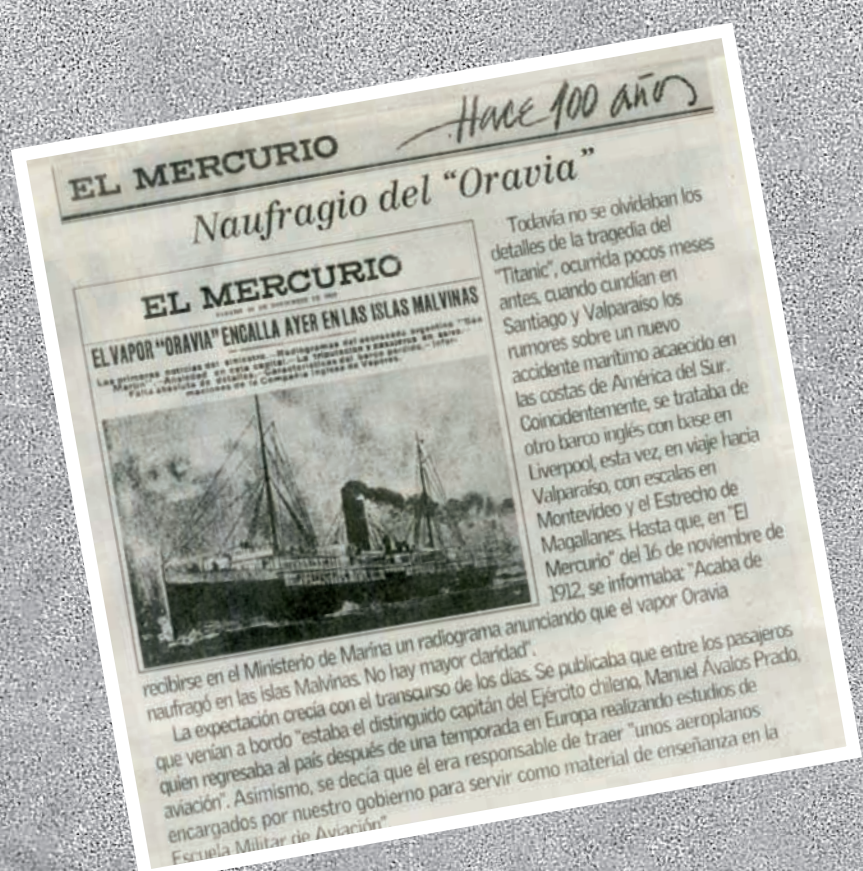 Hace 100 años
EL MERCURIO
Naufragio del “Oravia”
EL MERCURIO
EL VAPOR "ORAVIA" ENCALLA AYER EN LAS ISLAS MALVINAS
Todavía no se olvidaban los
detalles de la tragedia del
"Titanic", ocurrida pocos meses
antes, cuando cundían en
Santiago y Valparaíso los
rumores sobre un nuevo
accidente marítimo acaecido en
las costas de América del Sur.
Coincidentemente, se trataba de
otro barco inglés con base en
Liverpool, esta vez, en viaje hacia
Valparaíso, con escalas en
Montevideo y el Estrecho de
Magallanes. Hasta que, en "El
Mercurio" del 16 de noviembre de
1912, se informaba: "Acaba de
recibirse en el Ministerio de Marina un radiograma anunciando que el vapor Oravia
naufragó en las islas Malvinas. No hay mayor claridad".
La expectación crecía con el transcurso de los días. Se publicaba que entre los pasajeros
que venían a bordo "estaba el distinguido capitán del Ejército chileno, Manuel Ávalos Prado,
quien regresaba al país después de una temporada en Europa realizando estudios de
aviación". Asimismo, se decía que él era responsable de traer "unos aeroplanos
encargados por nuestro gobierno para servir como material de enseñanza en la
Escuela Militar de Aviación"